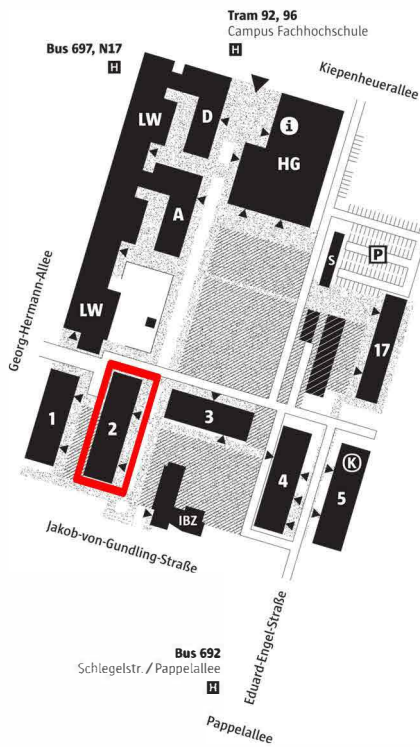 Tram 92, 96
Campus Fachhochschule
H
Bus 697, N17
H
Kiepenheuerallee
LW
D
i
HG
A
S
P
Georg-Hermann-Allee
LW
17
1
2
3
4
K
5
IBZ
Jakob-von-Gundling-Straße
Eduard-Engel-Straße
Bus 692
Schlegelstr. / Pappelallee
H
Pappelallee